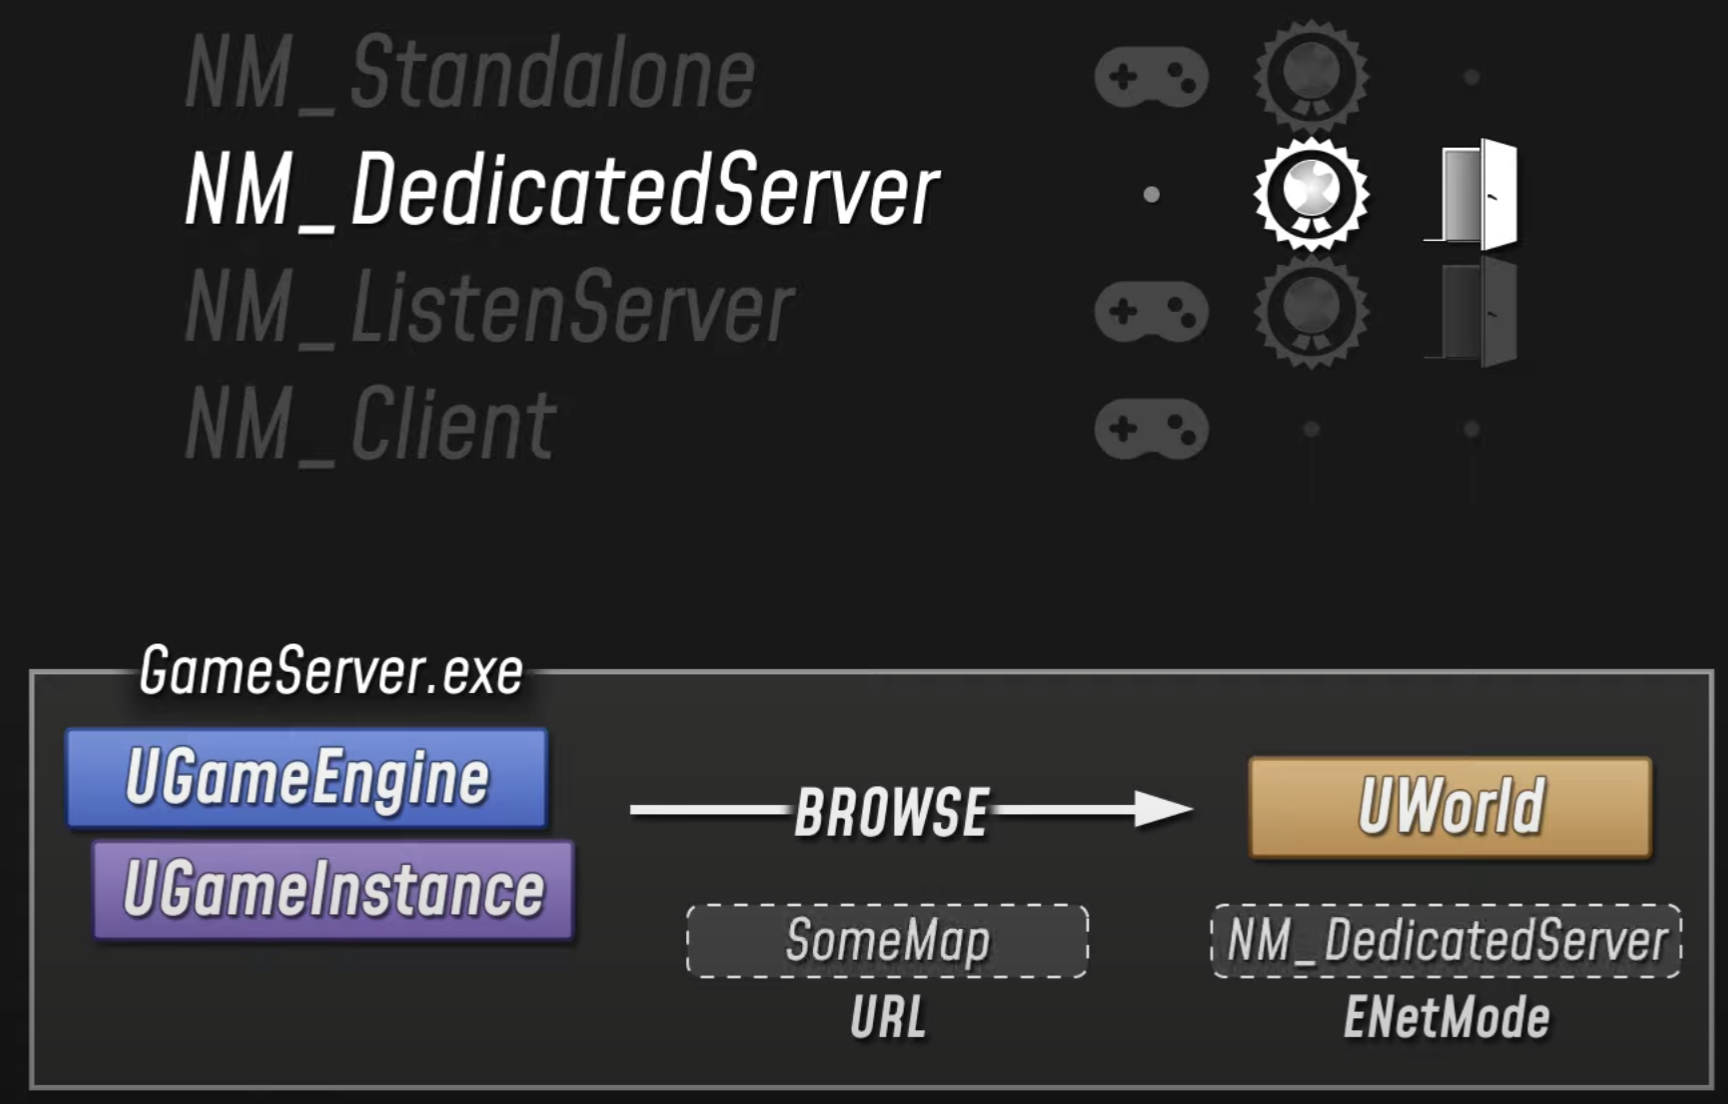 NM_Standalone
NM_DedicatedServer
NM_ListenServer
NM_Client
GameServer.exe
UGameEngine
UGameInstance
BROWSE
UWorld
SomeMap
NM_DedicatedServer
URL
ENetMode